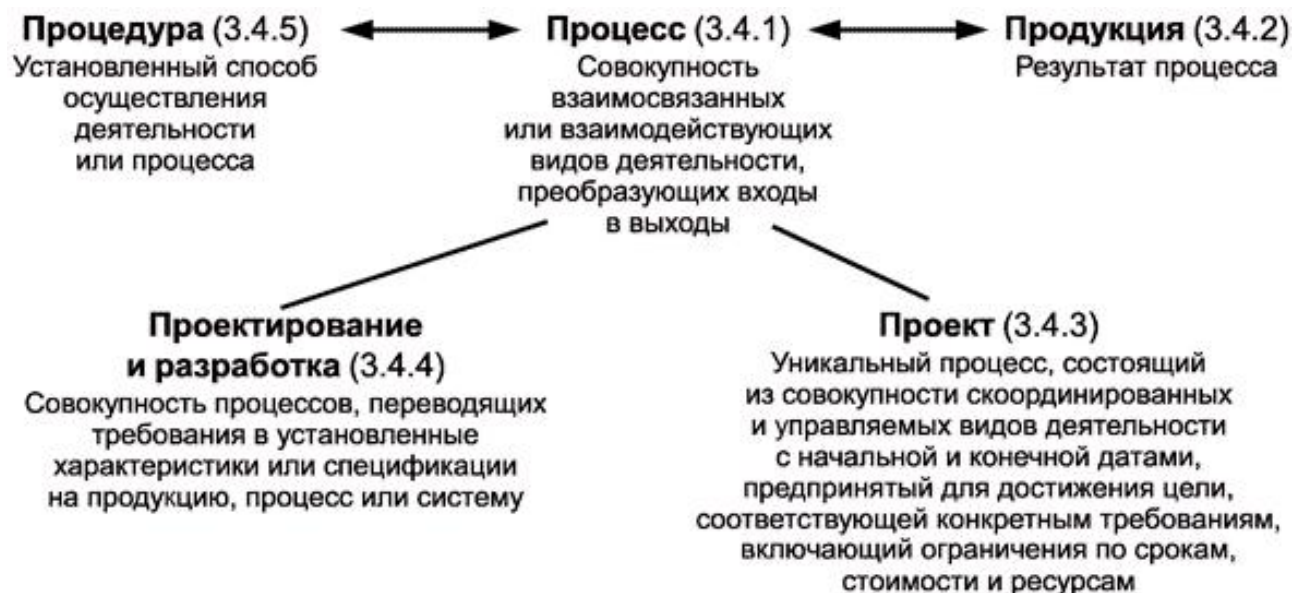 Процедура (3.4.5)
Установленный способ
осуществления
деятельности
или процесса
Процесс (3.4.1)
Совокупность
взаимосвязанных
или взаимодействующих
видов деятельности,
преобразующих входы
в выходы
Продукция (3.4.2)
Результат процесса
Проектирование
и разработка (3.4.4)
Совокупность процессов, переводящих
требования в установленные
характеристики или спецификации
на продукцию, процесс или систему
Проект (3.4.3)
Уникальный процесс, состоящий
из совокупности скоординированных
и управляемых видов деятельности
с начальной и конечной датами,
предпринятый для достижения цели,
соответствующей конкретным требованиям,
включающий ограничения по срокам,
стоимости и ресурсам